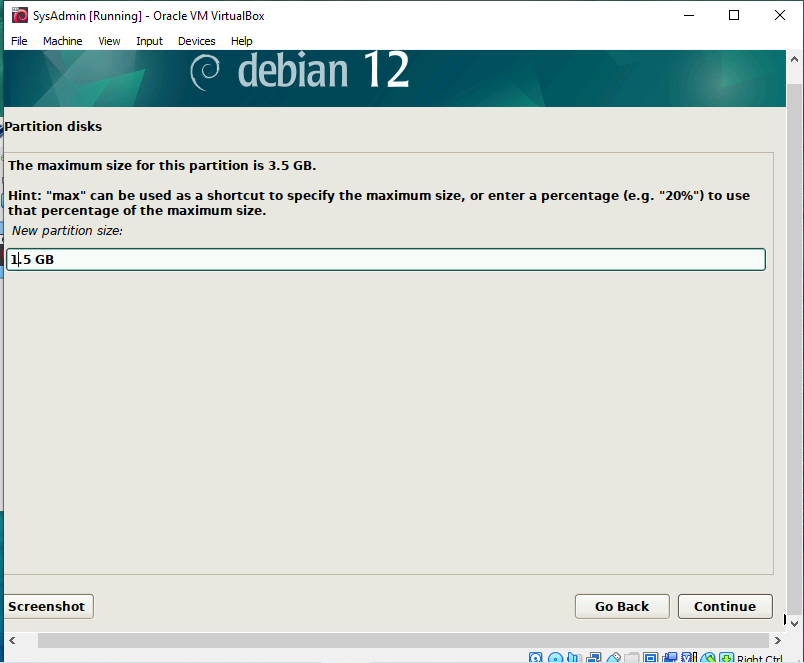 SysAdmin [Running] - Oracle VM VirtualBox
File Machine View Input Devices Help
debian 12
Partition disks
The maximum size for this partition is 3.5 GB.
Hint: "max" can be used as a shortcut to specify the maximum size, or enter a percentage (e.g. "20%") to use
that percentage of the maximum size.
New partition size:
1.5 GB
Screenshot Go Back Continue
Right Ctrl